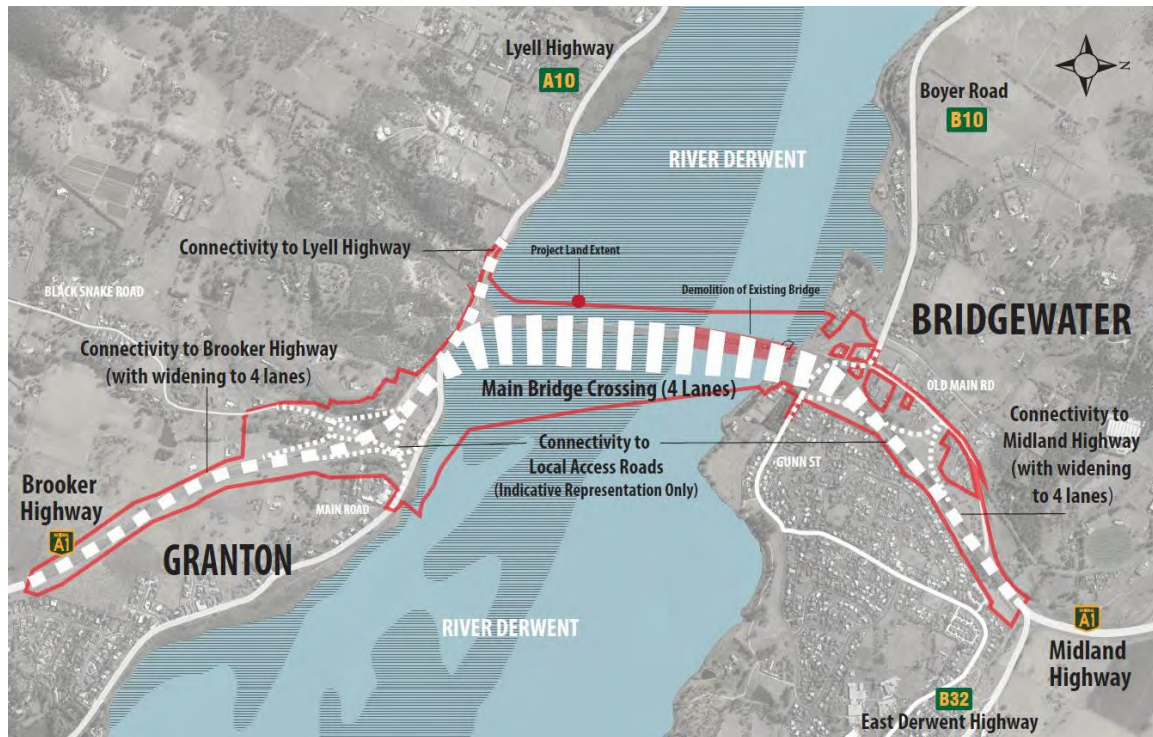 Lyell Highway
A10
N
Boyer Road
B10
RIVER DERWENT
Connectivity to Lyell Highway
Project Land Extent
BLACK SNAKE ROAD
Demolition of Existing Bridge
BRIDGEWATER
Connectivity to Brooker Highway
(with widening to 4 lanes)
Main Bridge Crossing (4 Lanes)
OLD MAIN RD
Connectivity to
Midland Highway
(with widening
to 4 lanes)
Connectivity to
Local Access Roads
(Indicative Representation Only)
GUNN ST
Brooker
Highway
A1
MAIN ROAD
GRANTON
RIVER DERWENT
A1
Midland
Highway
B32
East Derwent Highway